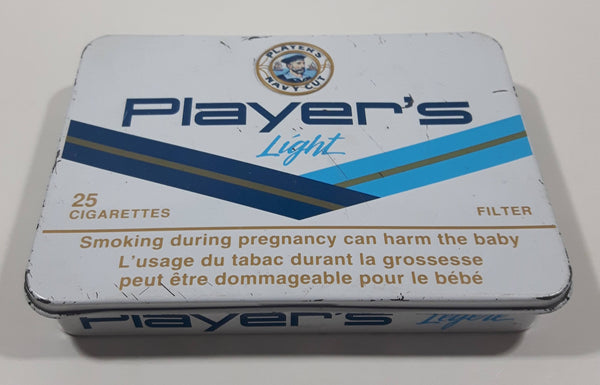 PLAYER'S
NAVY CUT
Player's
Light
25
CIGARETTES
FILTER
Smoking during pregnancy can harm the baby
L'usage du tabac durant la grossesse
peut être dommageable pour le bébé
Player's Légère